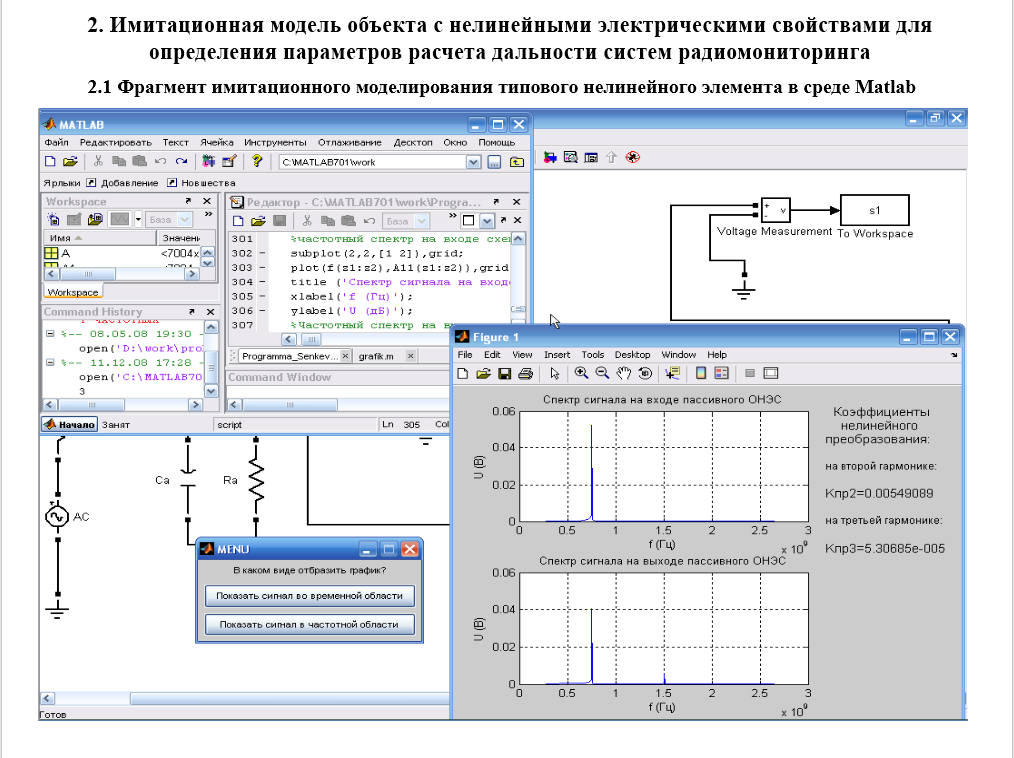 2. Имитационная модель объекта с нелинейными электрическими свойствами для
определения параметров расчета дальности систем радиомониторинга
2.1 Фрагмент имитационного моделирования типового нелинейного элемента в среде Matlab
MATLAB
Файл Редактировать Текст Ячейка Инструменты Отлаживание Десктоп Окно Помощь
C:\MATLAB701\work
Ярлыки Добавление Новшества
Workspace
База
Имя Значени
A <7004x
Workspace
Command History
%-- 08.05.08 19:30 -
open('D:\work\pro
%-- 11.12.08 17:28 -
open('C:\MATLAB70
3
Начало Занят
Редактор - C:\MATLAB701\work\Progra...
База
301 %частотный спектр на входе схе
302 - subplot(2,2,[1 2]),grid;
303 - plot(f(z1:z2),A11(z1:z2)),grid
304 - title ('Спектр сигнала на вход
305 - xlabel('f (Гц)');
306 - ylabel('U (дБ)');
307 %Частотный спектр на в
Programma_Senkev... grafik.m
Command Window
script Ln 305 Col
+ - v
s1
Voltage Measurement To Workspace
Ca
Ra
AC
MENU
В каком виде отбразить график?
Показать сигнал во временной области
Показать сигнал в частотной области
Готов
Figure 1
File Edit View Insert Tools Desktop Window Help
Спектр сигнала на входе пассивного ОНЭС
0.06
0.04
0.02
0
U (В)
0 0.5 1 1.5 2 2.5 3
f (Гц)
x 10^9
Спектр сигнала на выходе пассивного ОНЭС
0.06
0.04
0.02
0
U (В)
0 0.5 1 1.5 2 2.5 3
f (Гц)
x 10^9
Коэффициенты
нелинейного
преобразования:
на второй гармонике:
Кпр2=0.00549089
на третьей гармонике:
Кпр3=5.30685e-005